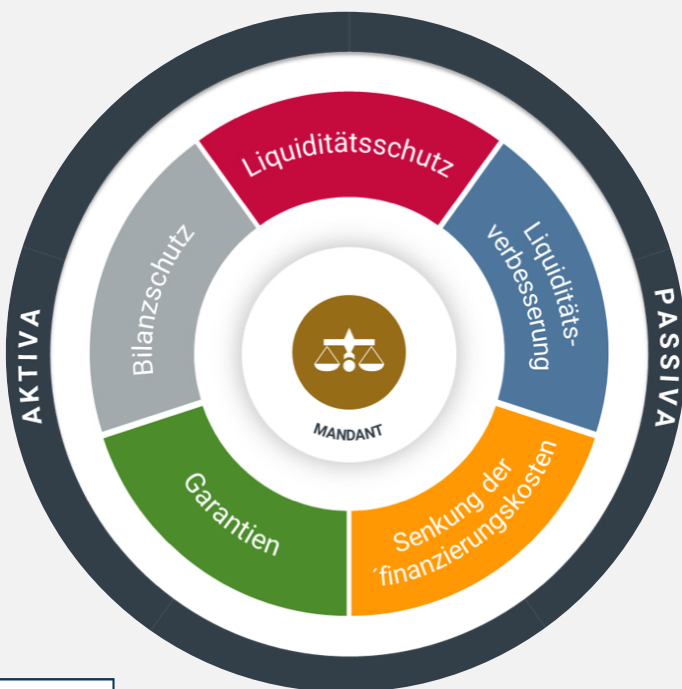 Liquiditätsschutz
Liquiditäts-
verbesserung
Senkung der
´finanzierungskosten
Garantien
Bilanzschutz
MANDANT
AKTIVA
PASSIVA